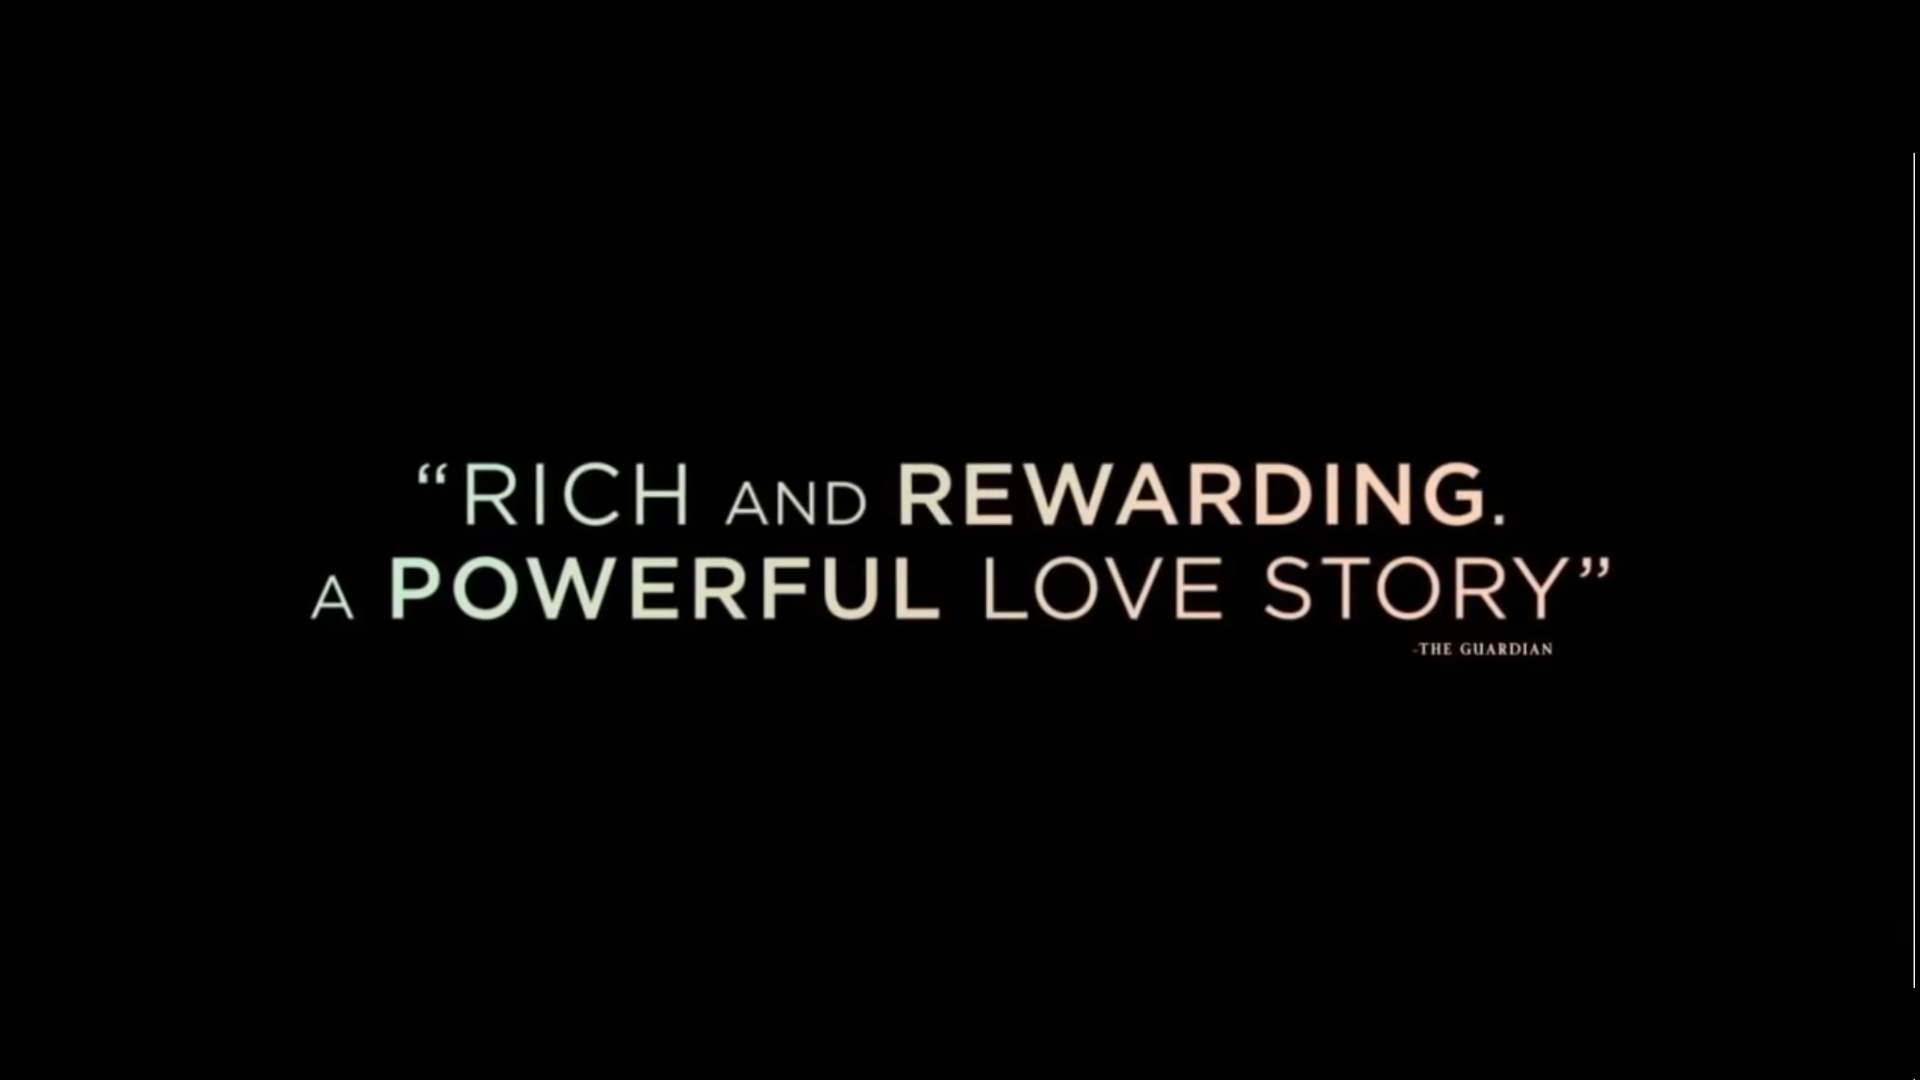 “RICH AND REWARDING.
A POWERFUL LOVE STORY”
-THE GUARDIAN